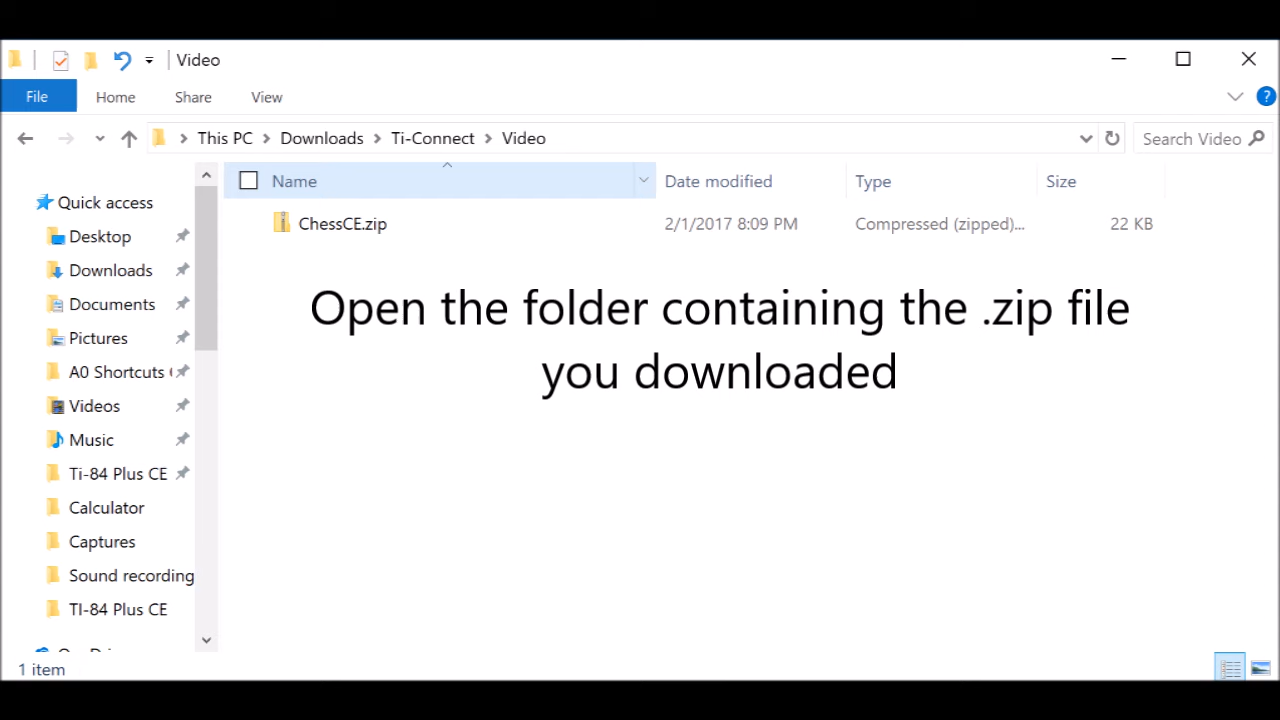 Video
File Home Share View
This PC Downloads Ti-Connect Video
Search Video
Name Date modified Type Size
ChessCE.zip 2/1/2017 8:09 PM Compressed (zipped)... 22 KB
Open the folder containing the .zip file
you downloaded
Quick access
Desktop
Downloads
Documents
Pictures
A0 Shortcuts
Videos
Music
Ti-84 Plus CE
Calculator
Captures
Sound recording
TI-84 Plus CE
1 item